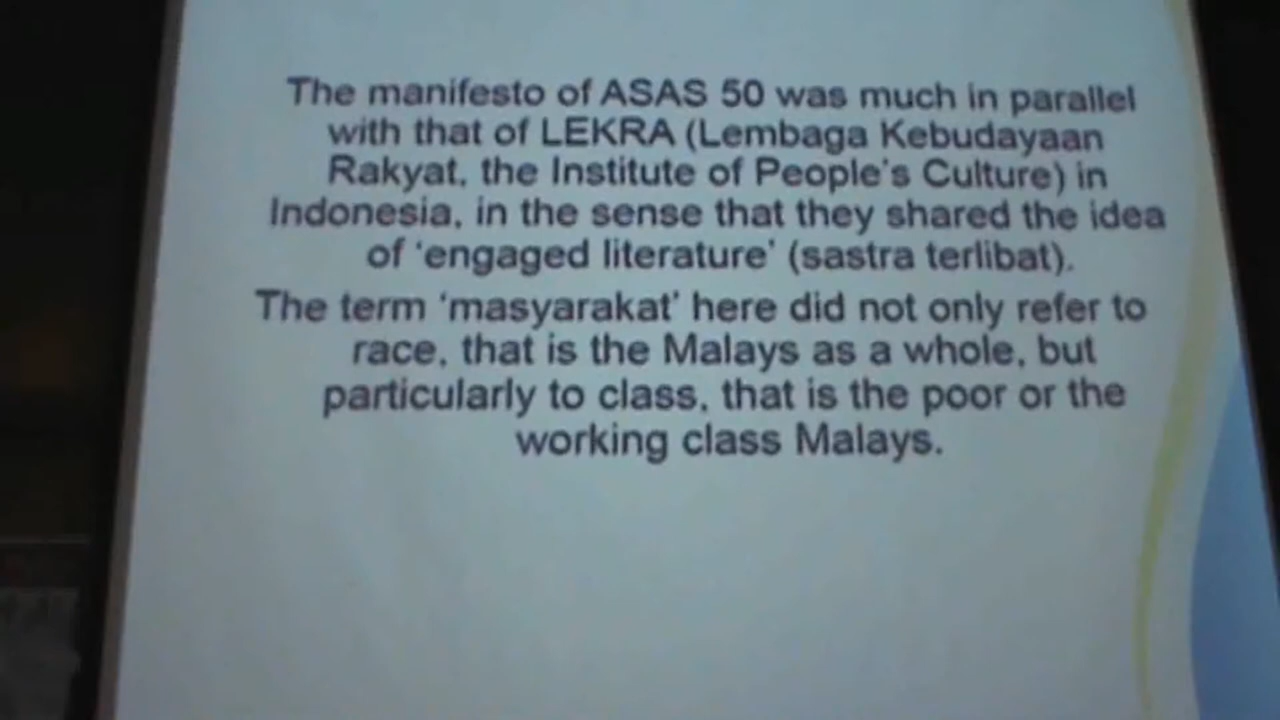 The manifesto of ASAS 50 was much in parallel
with that of LEKRA (Lembaga Kebudayaan
Rakyat, the Institute of People's Culture) in
Indonesia, in the sense that they shared the idea
of 'engaged literature' (sastra terlibat).
The term 'masyarakat' here did not only refer to
race, that is the Malays as a whole, but
particularly to class, that is the poor or the
working class Malays.